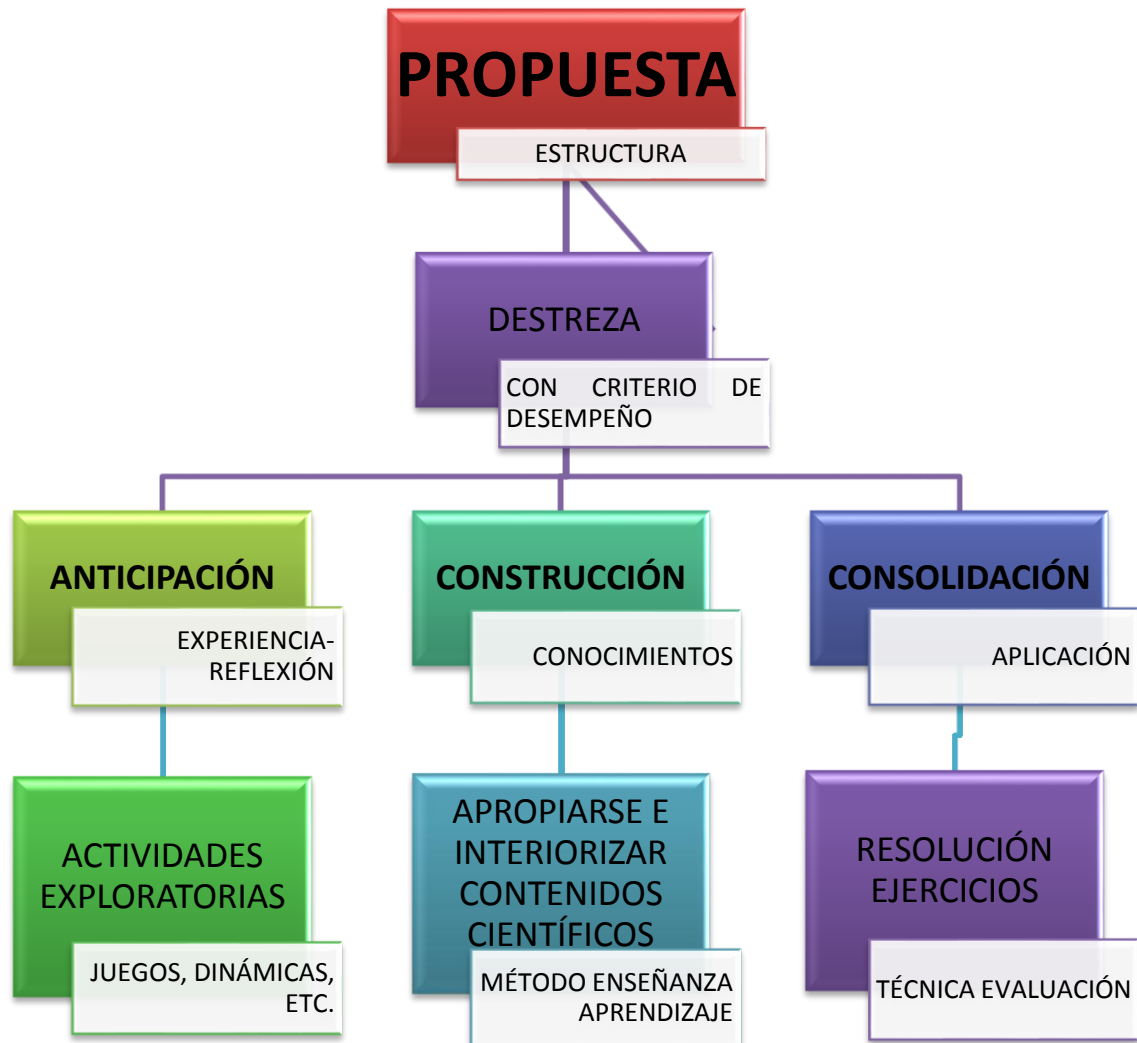 PROPUESTA
ESTRUCTURA
DESTREZA
CON CRITERIO DE
DESEMPEÑO
ANTICIPACIÓN
EXPERIENCIA-
REFLEXIÓN
CONSTRUCCIÓN
CONOCIMIENTOS
CONSOLIDACIÓN
APLICACIÓN
ACTIVIDADES
EXPLORATORIAS
JUEGOS, DINÁMICAS,
ETC.
APROPIARSE E
INTERIORIZAR
CONTENIDOS
CIENTÍFICOS
MÉTODO ENSEÑANZA
APRENDIZAJE
RESOLUCIÓN
EJERCICIOS
TÉCNICA EVALUACIÓN